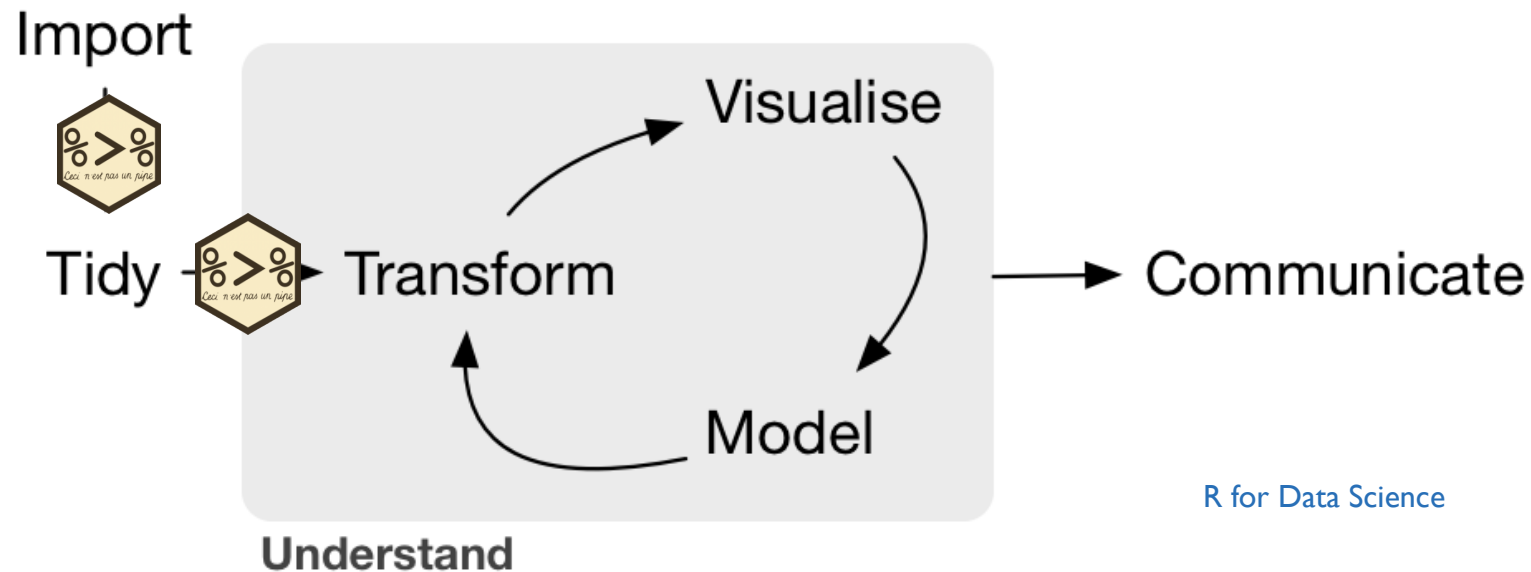 Import
Visualise
%>%
Ceci n'est pas un pipe
Tidy
%>%
Ceci n'est pas un pipe
Transform
Communicate
Model
R for Data Science
Understand